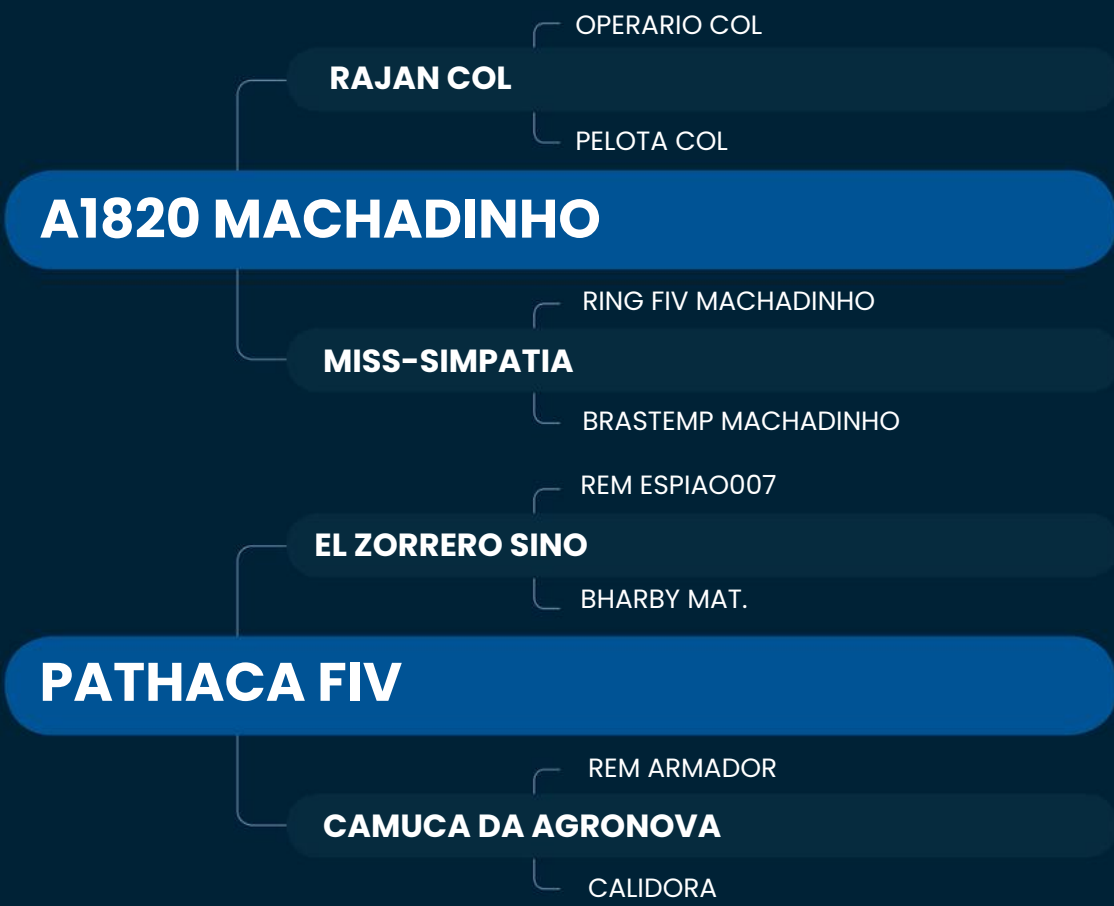 OPERARIO COL
RAJAN COL
PELOTA COL
A1820 MACHADINHO
RING FIV MACHADINHO
MISS-SIMPATIA
BRASTEMP MACHADINHO
REM ESPIAO007
EL ZORRERO SINO
BHARBY MAT.
PATHACA FIV
REM ARMADOR
CAMUCA DA AGRONOVA
CALIDORA